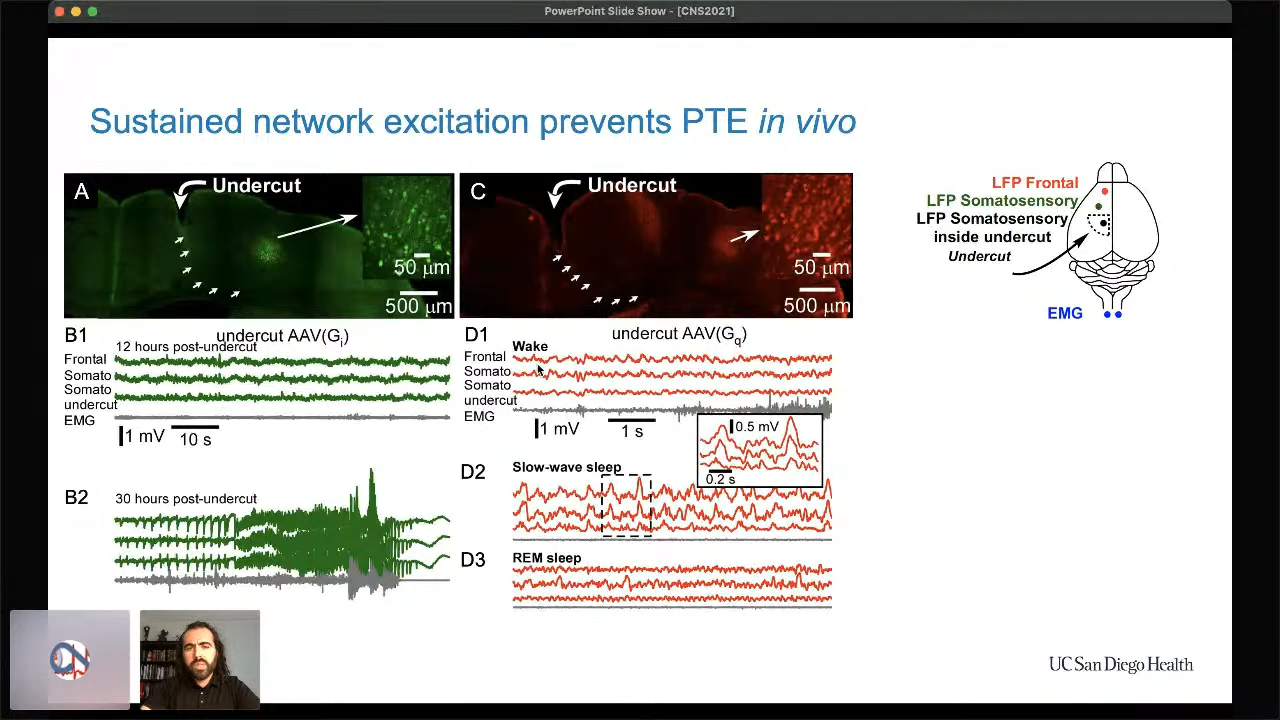 PowerPoint Slide Show - [CNS2021]
Sustained network excitation prevents PTE in vivo
A
Undercut
50 μm
500 μm
C
Undercut
50 μm
500 μm
LFP Frontal
LFP Somatosensory
LFP Somatosensory
inside undercut
Undercut
EMG
B1
undercut AAV(Gi)
12 hours post-undercut
Frontal
Somato
Somato
undercut
EMG
1 mV
10 s
B2
30 hours post-undercut
D1
undercut AAV(Gq)
Wake
Frontal
Somato
Somato
undercut
EMG
1 mV
1 s
0.5 mV
0.2 s
D2
Slow-wave sleep
D3
REM sleep
CN
UC San Diego Health